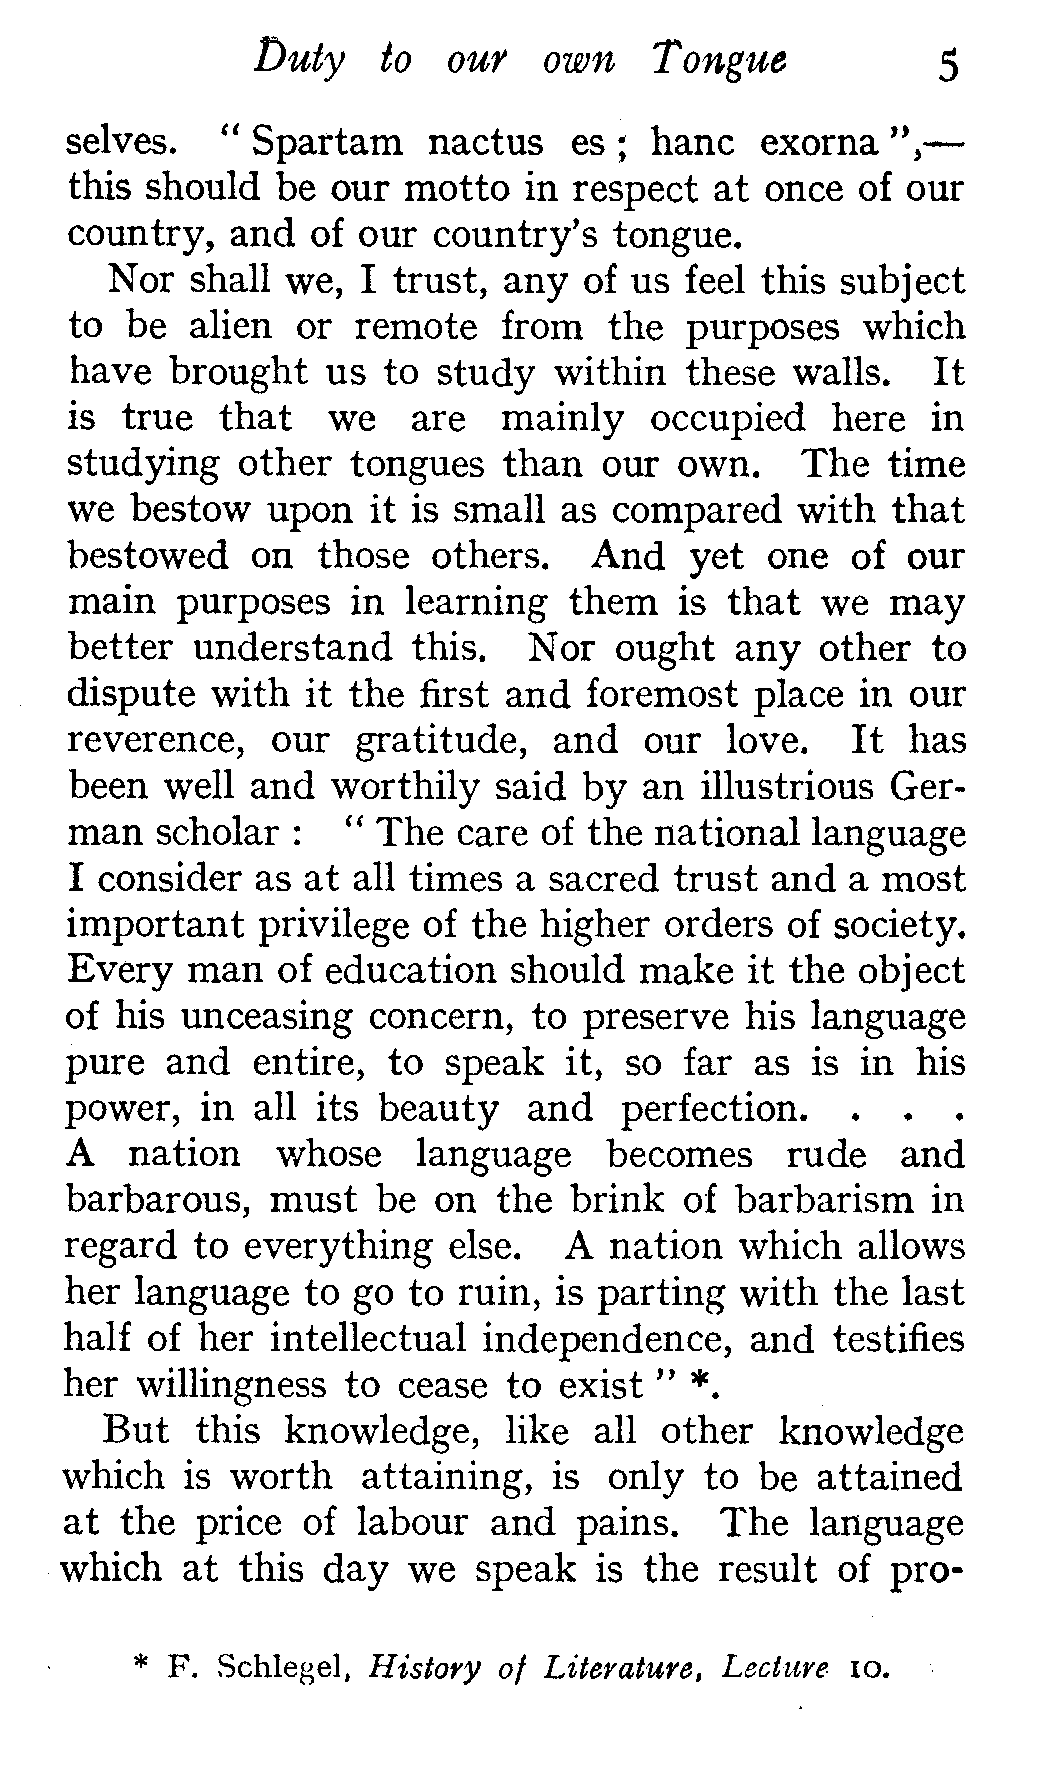 Duty to our own Tongue 5
selves. “ Spartam nactus es ; hanc exorna ”,—
this should be our motto in respect at once of our
country, and of our country’s tongue.
Nor shall we, I trust, any of us feel this subject
to be alien or remote from the purposes which
have brought us to study within these walls. It
is true that we are mainly occupied here in
studying other tongues than our own. The time
we bestow upon it is small as compared with that
bestowed on those others. And yet one of our
main purposes in learning them is that we may
better understand this. Nor ought any other to
dispute with it the first and foremost place in our
reverence, our gratitude, and our love. It has
been well and worthily said by an illustrious Ger-
man scholar : “ The care of the national language
I consider as at all times a sacred trust and a most
important privilege of the higher orders of society.
Every man of education should make it the object
of his unceasing concern, to preserve his language
pure and entire, to speak it, so far as is in his
power, in all its beauty and perfection. . . .
A nation whose language becomes rude and
barbarous, must be on the brink of barbarism in
regard to everything else. A nation which allows
her language to go to ruin, is parting with the last
half of her intellectual independence, and testifies
her willingness to cease to exist ” *.
But this knowledge, like all other knowledge
which is worth attaining, is only to be attained
at the price of labour and pains. The language
which at this day we speak is the result of pro-
* F. Schlegel, History of Literature, Lecture 10.